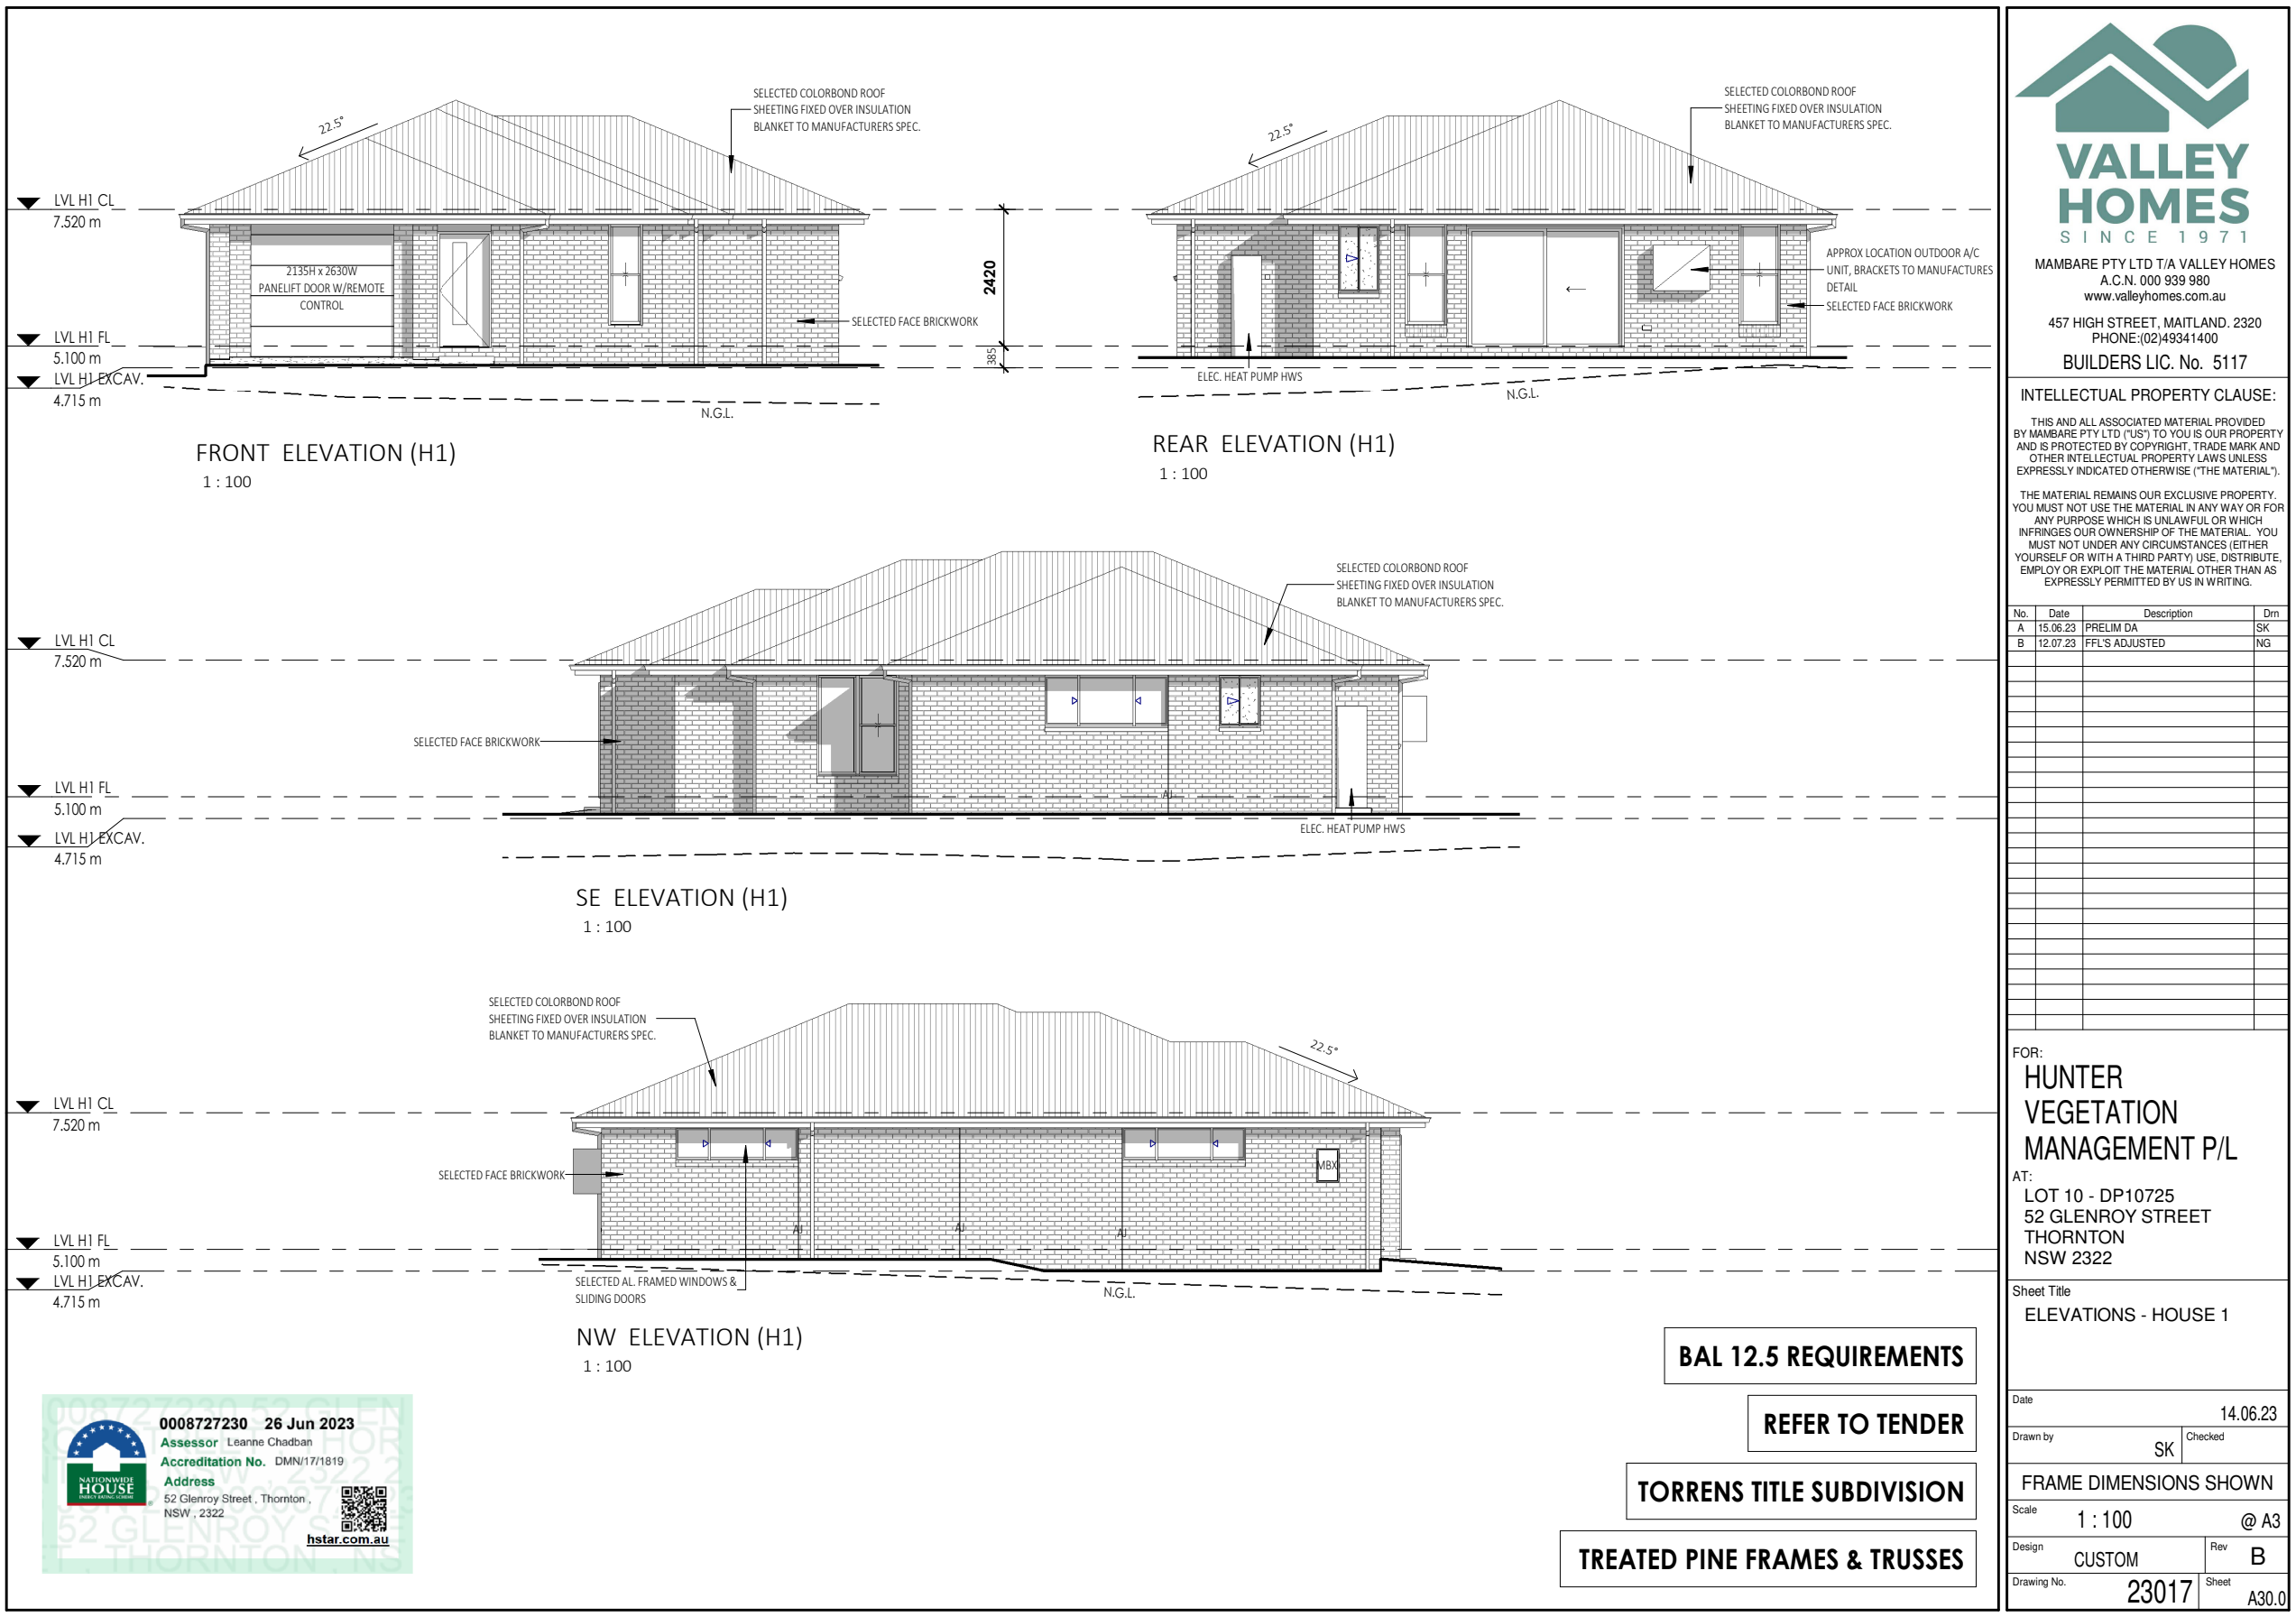 SELECTED COLORBOND ROOF
SHEETING FIXED OVER INSULATION
BLANKET TO MANUFACTURERS SPEC.
22.5°
LVL H1 CL
7.520 m
2135H x 2630W
PANELIFT DOOR W/REMOTE
CONTROL
SELECTED FACE BRICKWORK
LVL H1 FL
5.100 m
LVL H1 EXCAV.
4.715 m
N.G.L.
2420
385
FRONT ELEVATION (H1)
1 : 100
SELECTED COLORBOND ROOF
SHEETING FIXED OVER INSULATION
BLANKET TO MANUFACTURERS SPEC.
22.5°
APPROX LOCATION OUTDOOR A/C
UNIT, BRACKETS TO MANUFACTURES
DETAIL
SELECTED FACE BRICKWORK
ELEC. HEAT PUMP HWS
N.G.L.
REAR ELEVATION (H1)
1 : 100
SELECTED COLORBOND ROOF
SHEETING FIXED OVER INSULATION
BLANKET TO MANUFACTURERS SPEC.
LVL H1 CL
7.520 m
SELECTED FACE BRICKWORK
LVL H1 FL
5.100 m
AJ
LVL H1 EXCAV.
4.715 m
ELEC. HEAT PUMP HWS
SE ELEVATION (H1)
1 : 100
SELECTED COLORBOND ROOF
SHEETING FIXED OVER INSULATION
BLANKET TO MANUFACTURERS SPEC.
22.5°
LVL H1 CL
7.520 m
SELECTED FACE BRICKWORK
MBX
AJ
AJ
AJ
LVL H1 FL
5.100 m
LVL H1 EXCAV.
4.715 m
SELECTED AL. FRAMED WINDOWS &
SLIDING DOORS
N.G.L.
NW ELEVATION (H1)
1 : 100
BAL 12.5 REQUIREMENTS
REFER TO TENDER
TORRENS TITLE SUBDIVISION
TREATED PINE FRAMES & TRUSSES
0008727230 26 Jun 2023
Assessor Leanne Chadban
Accreditation No. DMN/17/1819
Address
52 Glenroy Street , Thornton ,
NSW , 2322
hstar.com.au
NATIONWIDE
HOUSE
ENERGY RATING SCHEME
VALLEY
HOMES
SINCE 1971
MAMBARE PTY LTD T/A VALLEY HOMES
A.C.N. 000 939 980
www.valleyhomes.com.au
457 HIGH STREET, MAITLAND. 2320
PHONE:(02)49341400
BUILDERS LIC. No. 5117
INTELLECTUAL PROPERTY CLAUSE:
THIS AND ALL ASSOCIATED MATERIAL PROVIDED
BY MAMBARE PTY LTD ("US") TO YOU IS OUR PROPERTY
AND IS PROTECTED BY COPYRIGHT, TRADE MARK AND
OTHER INTELLECTUAL PROPERTY LAWS UNLESS
EXPRESSLY INDICATED OTHERWISE ("THE MATERIAL").
THE MATERIAL REMAINS OUR EXCLUSIVE PROPERTY.
YOU MUST NOT USE THE MATERIAL IN ANY WAY OR FOR
ANY PURPOSE WHICH IS UNLAWFUL OR WHICH
INFRINGES OUR OWNERSHIP OF THE MATERIAL. YOU
MUST NOT UNDER ANY CIRCUMSTANCES (EITHER
YOURSELF OR WITH A THIRD PARTY) USE, DISTRIBUTE,
EMPLOY OR EXPLOIT THE MATERIAL OTHER THAN AS
EXPRESSLY PERMITTED BY US IN WRITING.
No. Date Description Drn
A 15.06.23 PRELIM DA SK
B 12.07.23 FFL'S ADJUSTED NG
FOR:
HUNTER
VEGETATION
MANAGEMENT P/L
AT:
LOT 10 - DP10725
52 GLENROY STREET
THORNTON
NSW 2322
Sheet Title
ELEVATIONS - HOUSE 1
Date
14.06.23
Drawn by SK Checked
FRAME DIMENSIONS SHOWN
Scale 1 : 100 @ A3
Design CUSTOM Rev B
Drawing No. 23017 Sheet A30.0